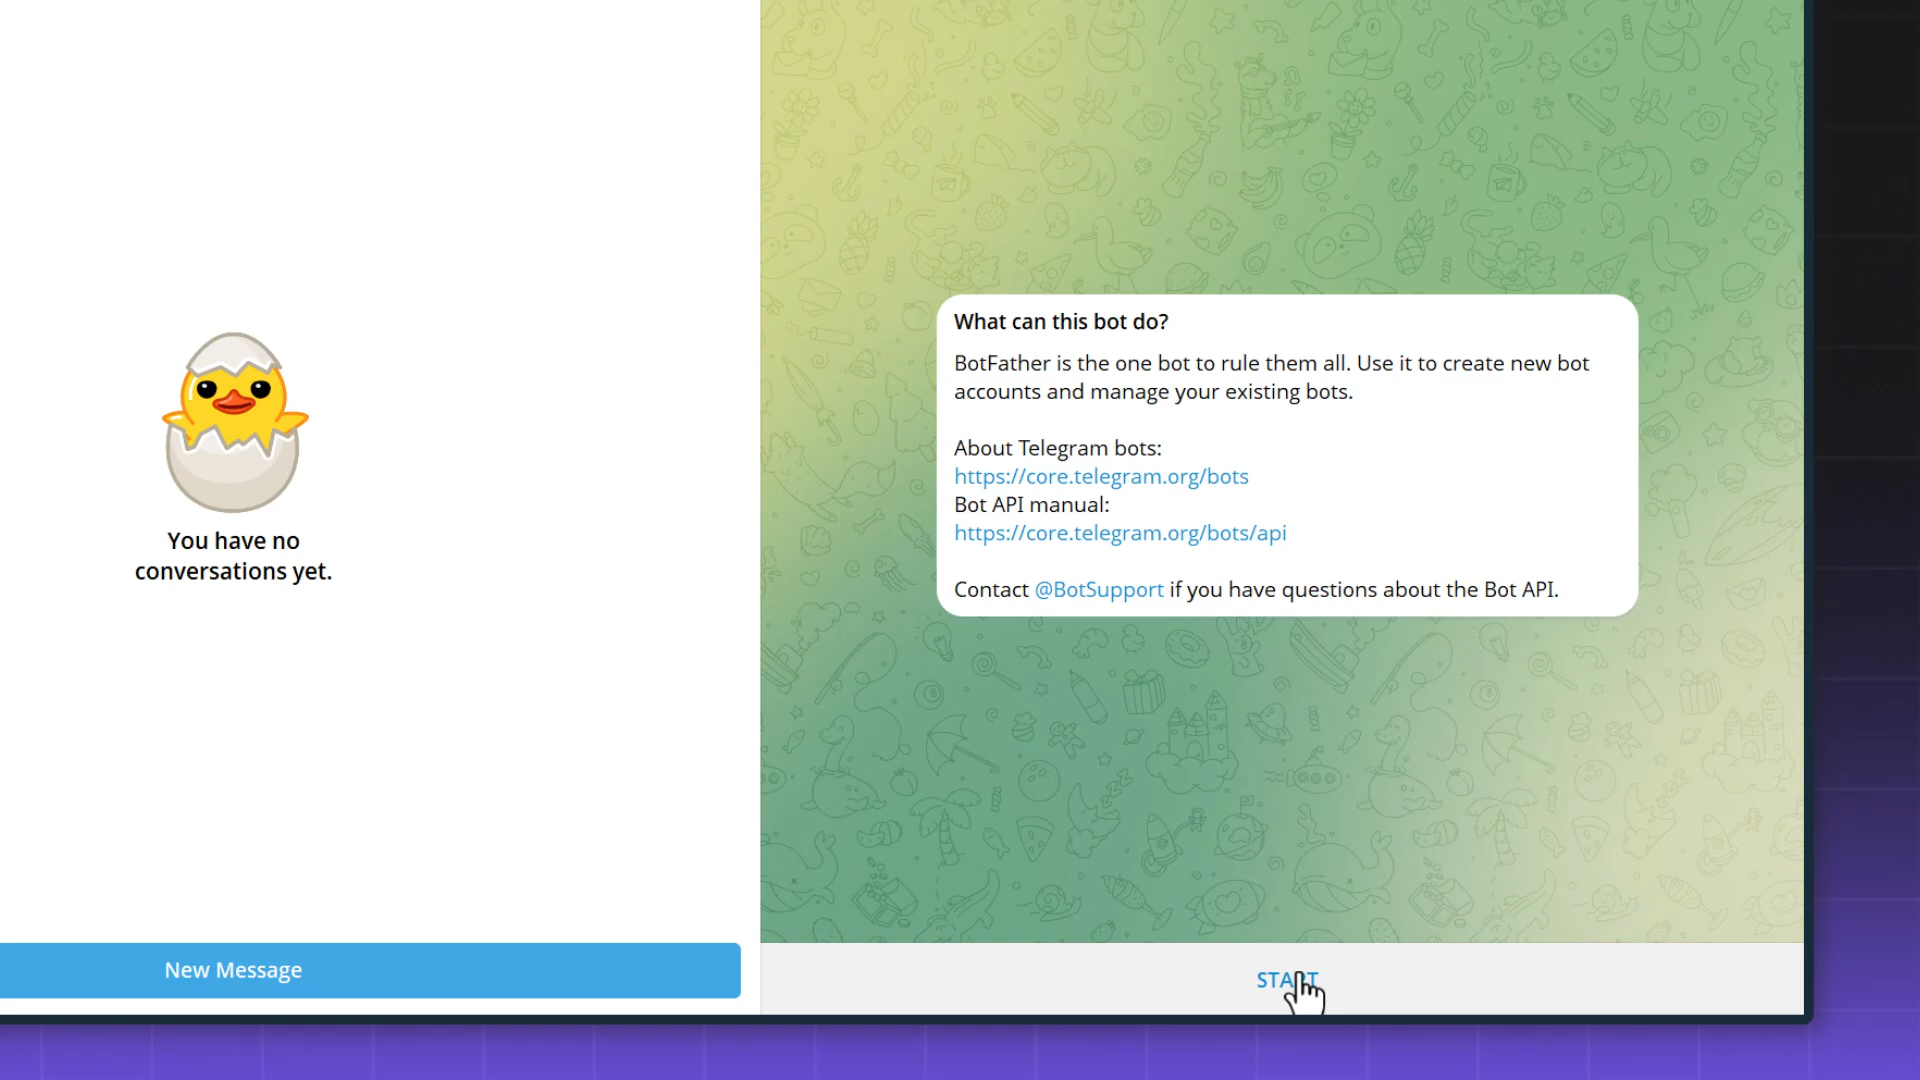 You have no
conversations yet.
New Message
What can this bot do?
BotFather is the one bot to rule them all. Use it to create new bot
accounts and manage your existing bots.
About Telegram bots:
https://core.telegram.org/bots
Bot API manual:
https://core.telegram.org/bots/api
Contact @BotSupport if you have questions about the Bot API.
START